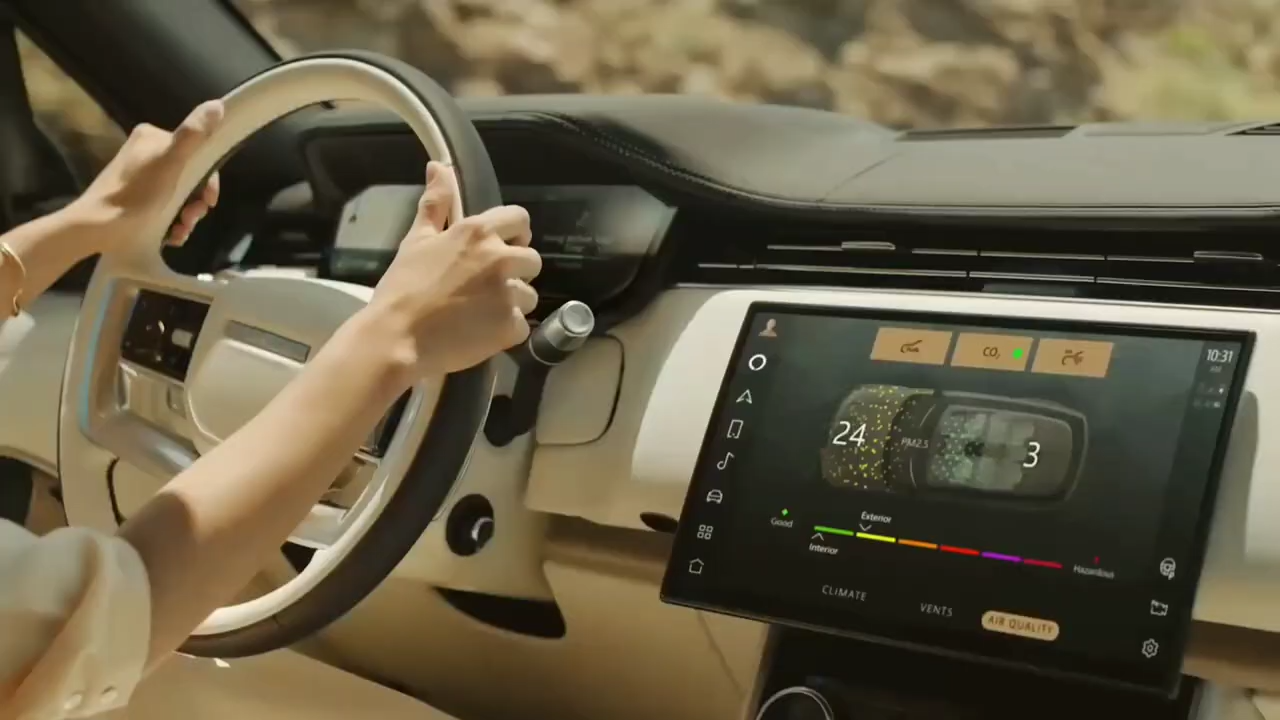 10:31
CO₂
24
PM2.5
3
Good
Exterior
Interior
Hazardous
CLIMATE
VENTS
AIR QUALITY